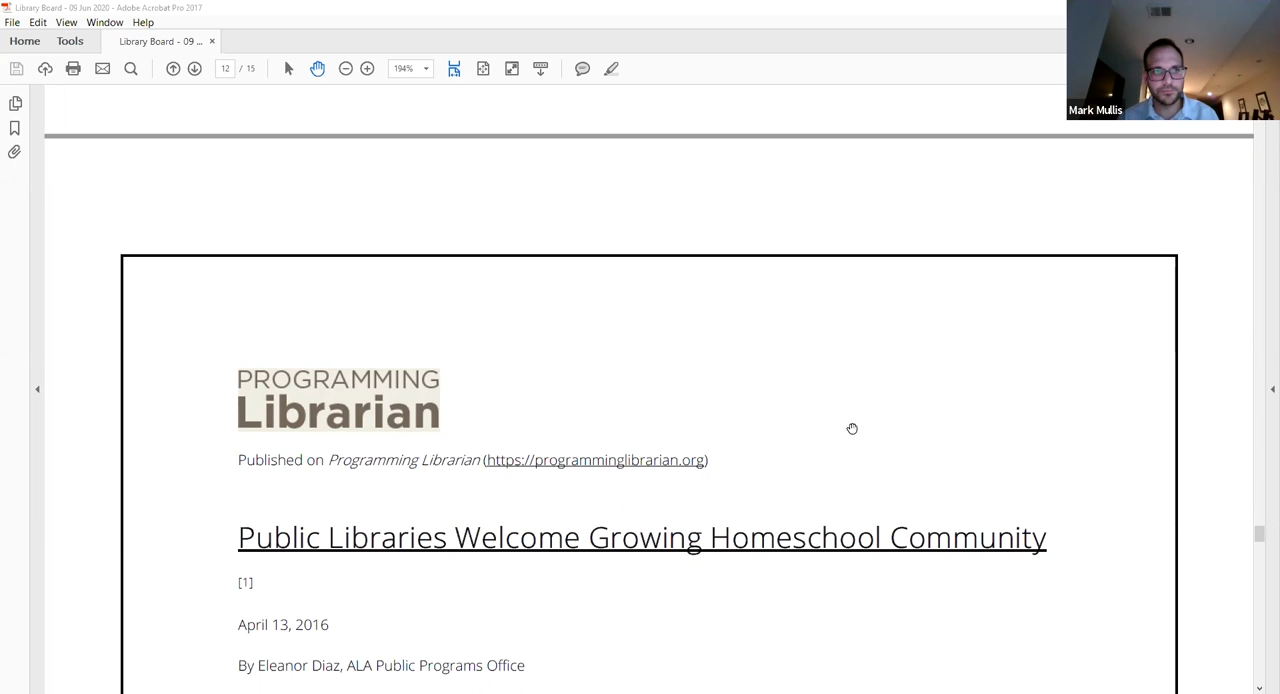 Library Board - 09 Jun 2020 - Adobe Acrobat Pro 2017
File Edit View Window Help
Home Tools Library Board - 09 ... ×
12 / 15 194%
Mark Mullis
PROGRAMMING
Librarian
Published on Programming Librarian (https://programminglibrarian.org)
Public Libraries Welcome Growing Homeschool Community
[1]
April 13, 2016
By Eleanor Diaz, ALA Public Programs Office